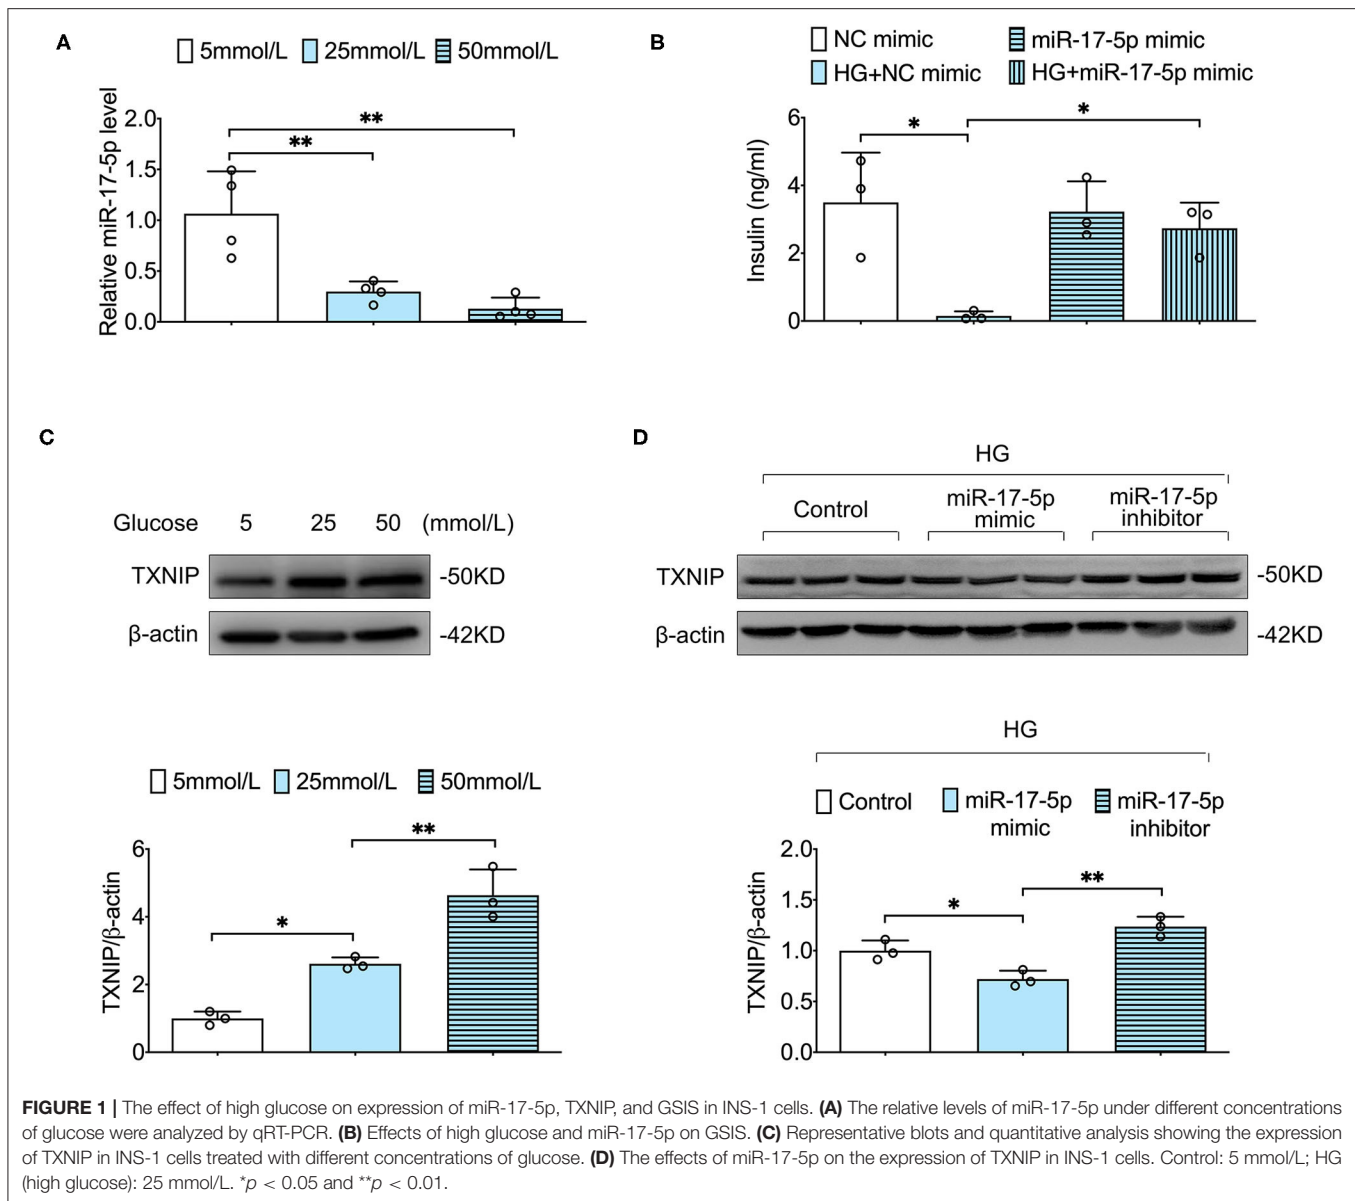 A
5mmol/L 25mmol/L 50mmol/L
Relative miR-17-5p level
2.0
1.5
1.0
0.5
0.0
**
**
B
NC mimic miR-17-5p mimic
HG+NC mimic HG+miR-17-5p mimic
Insulin (ng/ml)
6
4
2
0
*
*
C
Glucose 5 25 50 (mmol/L)
TXNIP -50KD
β-actin -42KD
5mmol/L 25mmol/L 50mmol/L
TXNIP/β-actin
6
4
2
0
*
**
D
HG
Control miR-17-5p mimic miR-17-5p inhibitor
TXNIP -50KD
β-actin -42KD
HG
Control miR-17-5p mimic miR-17-5p inhibitor
TXNIP/β-actin
2.0
1.5
1.0
0.5
0.0
*
**
FIGURE 1 | The effect of high glucose on expression of miR-17-5p, TXNIP, and GSIS in INS-1 cells. (A) The relative levels of miR-17-5p under different concentrations
of glucose were analyzed by qRT-PCR. (B) Effects of high glucose and miR-17-5p on GSIS. (C) Representative blots and quantitative analysis showing the expression
of TXNIP in INS-1 cells treated with different concentrations of glucose. (D) The effects of miR-17-5p on the expression of TXNIP in INS-1 cells. Control: 5 mmol/L; HG
(high glucose): 25 mmol/L. *p < 0.05 and **p < 0.01.